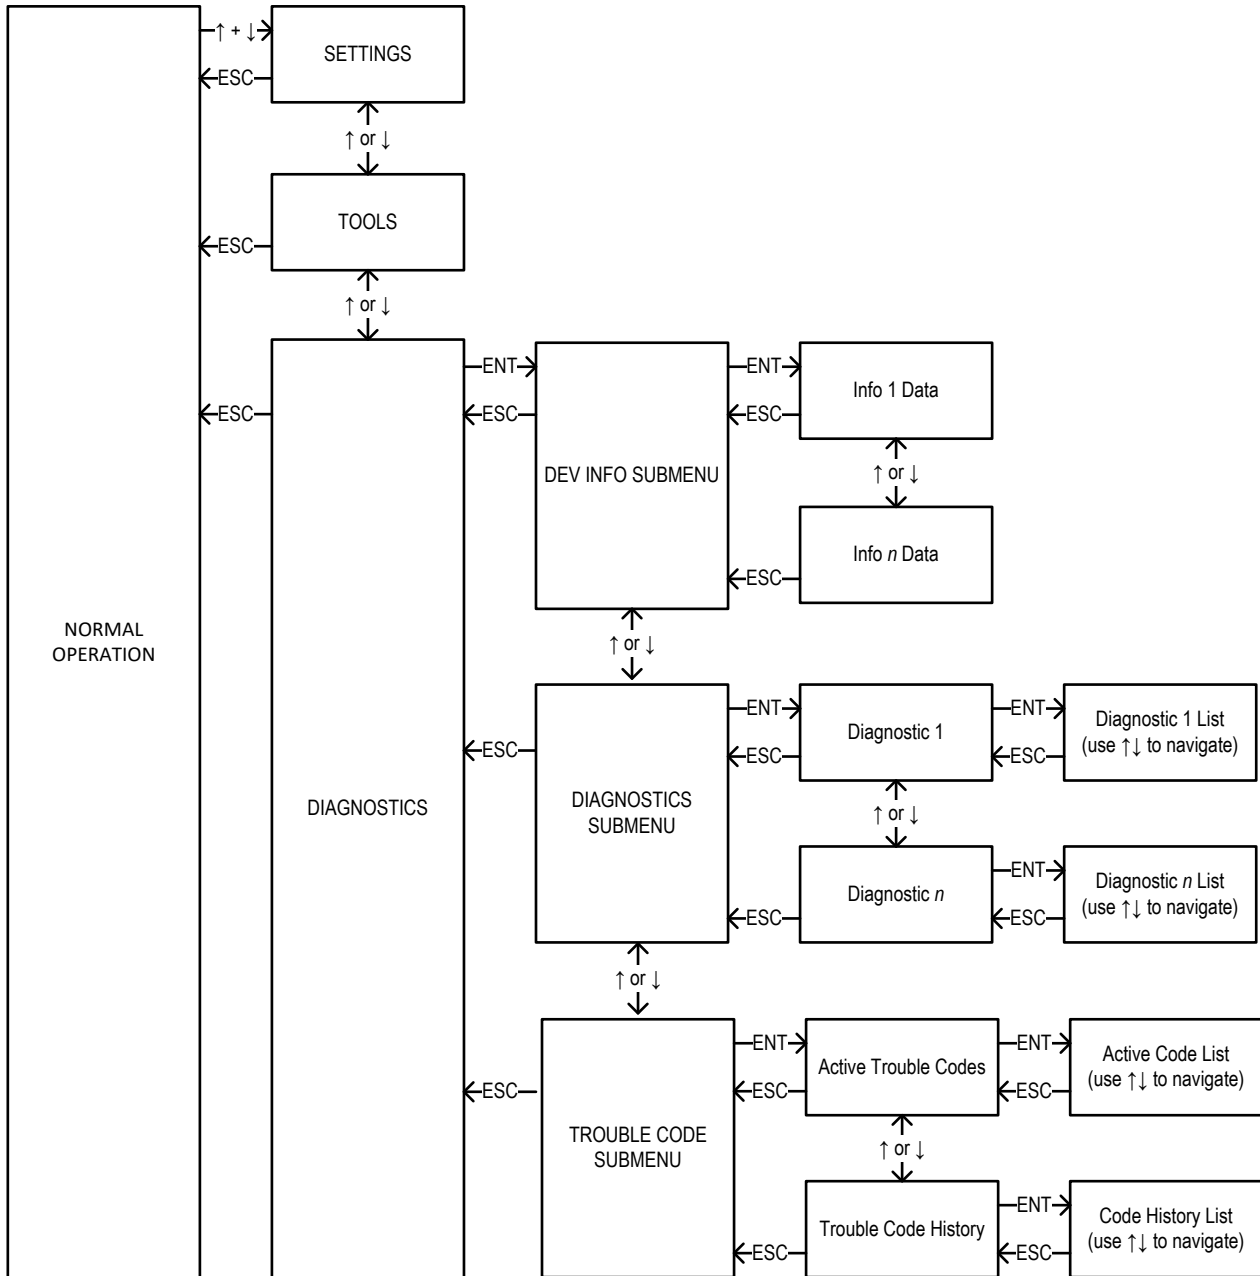 ↑ + ↓
SETTINGS
ESC
↑ or ↓
TOOLS
ESC
↑ or ↓
NORMAL
OPERATION
DIAGNOSTICS
ESC
ENT
ESC
DEV INFO SUBMENU
ENT
ESC
Info 1 Data
↑ or ↓
Info n Data
ESC
↑ or ↓
ESC
DIAGNOSTICS
SUBMENU
ENT
ESC
Diagnostic 1
ENT
ESC
Diagnostic 1 List
(use ↑↓ to navigate)
↑ or ↓
ESC
Diagnostic n
ENT
ESC
Diagnostic n List
(use ↑↓ to navigate)
↑ or ↓
ESC
TROUBLE CODE
SUBMENU
ENT
ESC
Active Trouble Codes
ENT
ESC
Active Code List
(use ↑↓ to navigate)
↑ or ↓
ESC
Trouble Code History
ENT
ESC
Code History List
(use ↑↓ to navigate)